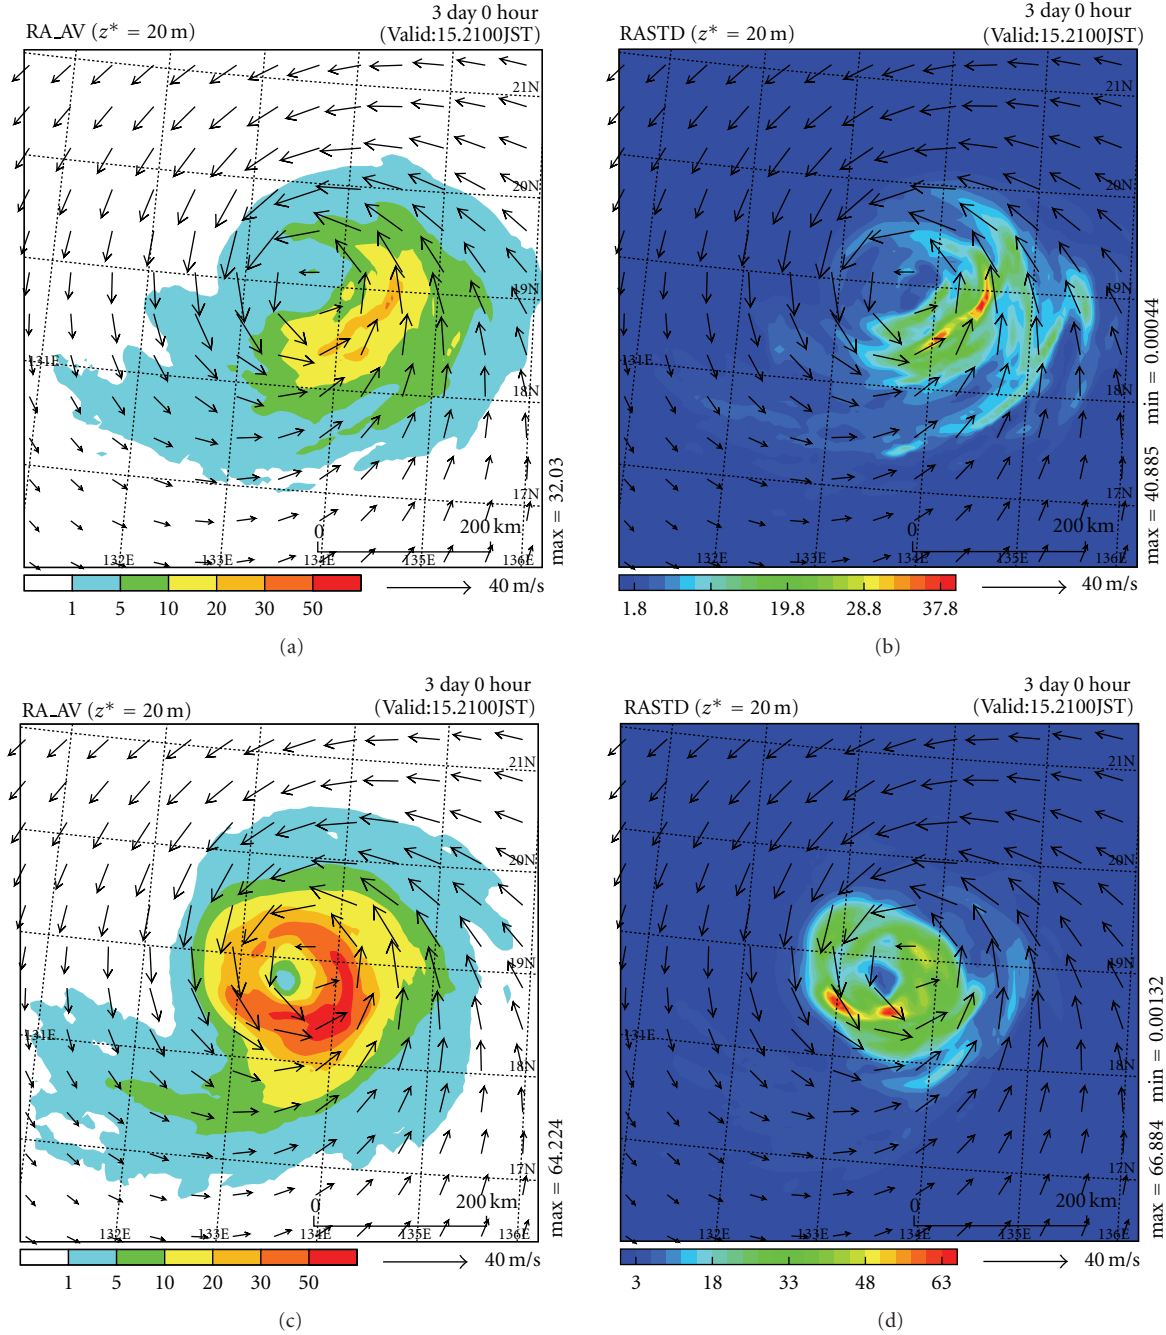 3 day 0 hour
RA_AV (z* = 20 m)
(Valid:15.2100JST)
21N
20N
19N
131E
18N
17N
0
200 km
132E
133E
134E
135E
136E
max = 32.03
1
5
10
20
30
50
40 m/s
(a)
3 day 0 hour
RASTD (z* = 20 m)
(Valid:15.2100JST)
21N
20N
19N
131E
18N
17N
0
200 km
132E
133E
134E
135E
136E
max = 40.885 min = 0.00044
1.8
10.8
19.8
28.8
37.8
40 m/s
(b)
3 day 0 hour
RA_AV (z* = 20 m)
(Valid:15.2100JST)
21N
20N
19N
131E
18N
17N
0
200 km
132E
133E
134E
135E
136E
max = 64.224
1
5
10
20
30
50
40 m/s
(c)
3 day 0 hour
RASTD (z* = 20 m)
(Valid:15.2100JST)
21N
20N
19N
131E
18N
17N
0
200 km
132E
133E
134E
135E
136E
max = 66.884 min = 0.00132
3
18
33
48
63
40 m/s
(d)